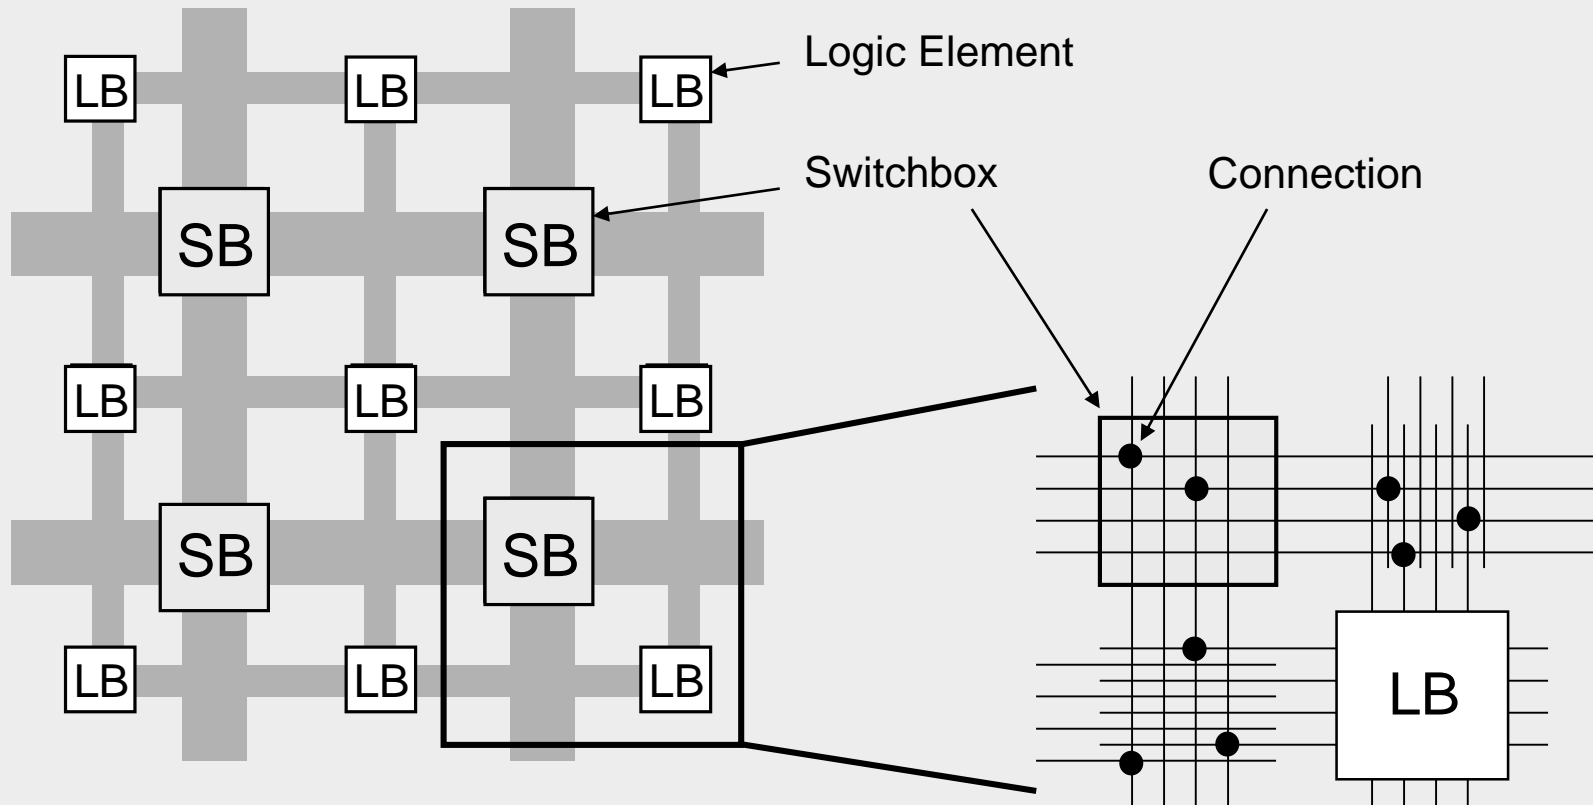 Logic Element
LB LB LB
Switchbox
Connection
SB SB
LB LB LB
SB SB
LB LB LB
LB